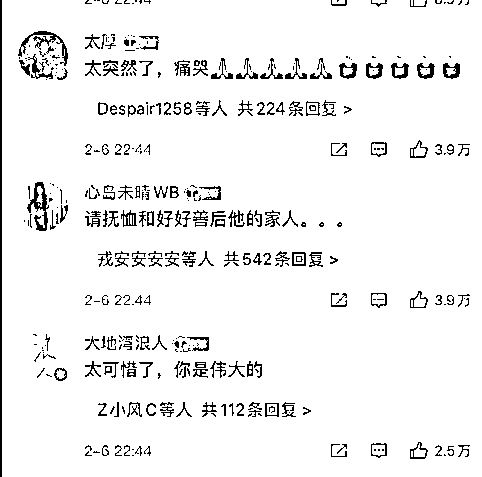 2-6 22:44
太厚
太突然了，痛哭🙏🙏🙏🙏🙏🕯🕯🕯🕯🕯
Despair1258等人 共224条回复 >
2-6 22:44 3.9万
心岛未晴WB
请抚恤和好好善后他的家人。。。
戎安安安安等人 共542条回复 >
2-6 22:44 3.9万
大地湾浪人
太可惜了，你是伟大的
Z小风C等人 共112条回复 >
2-6 22:44 2.5万